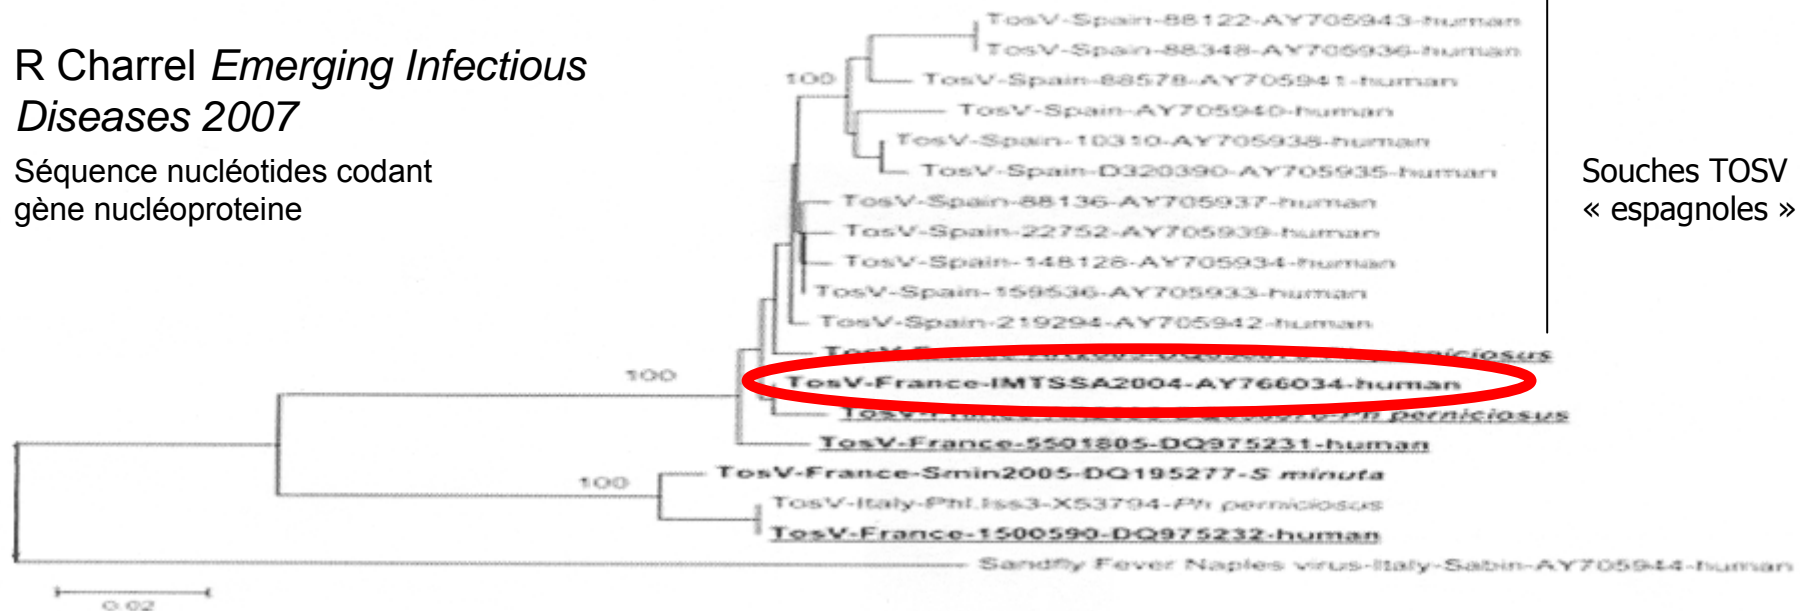 R Charrel Emerging Infectious
Diseases 2007
Séquence nucléotides codant
gène nucléoproteine
TosV-Spain-88122-AY705943-human
TosV-Spain-88348-AY705936-human
100
TosV-Spain-88578-AY705941-human
TosV-Spain-AY705940-human
TosV-Spain-10310-AY705938-human
TosV-Spain-D320390-AY705935-human
TosV-Spain-88136-AY705937-human
TosV-Spain-22752-AY705939-human
TosV-Spain-148128-AY705934-human
TosV-Spain-159536-AY705933-human
TosV-Spain-219294-AY705942-human
Souches TOSV
« espagnoles »
perniciosus
100
TosV-France-IMTSSA2004-AY766034-human
Ph perniciosus
TosV-France-5501805-DQ975231-human
100
TosV-France-Smin2005-DQ195277-S minuta
TosV-Italy-Phl.Iss3-X53794-Ph perniciosus
TosV-France-1500590-DQ975232-human
Sandfly Fever Naples virus-Italy-Sabin-AY705944-human
0.02